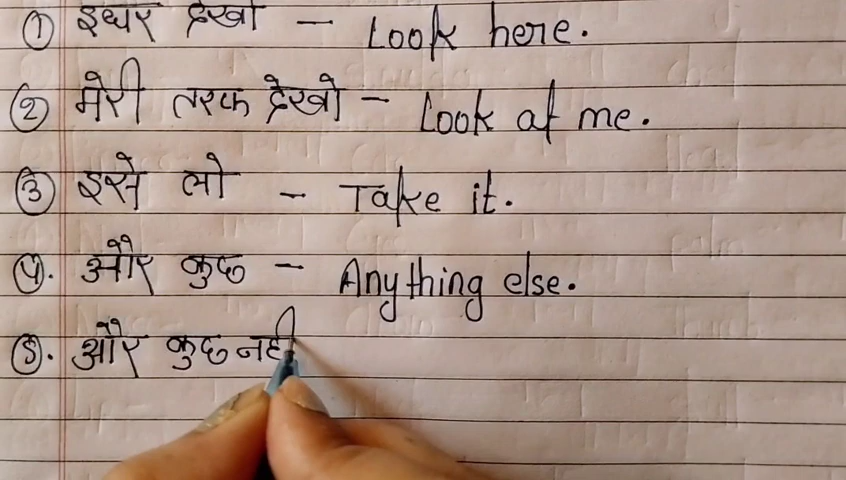 ① इधर देखो - Look here.
② मेरी तरफ देखो - Look at me.
③ इसे लो - Take it.
④. और कुछ - Anything else.
⑤. और कुछ नही